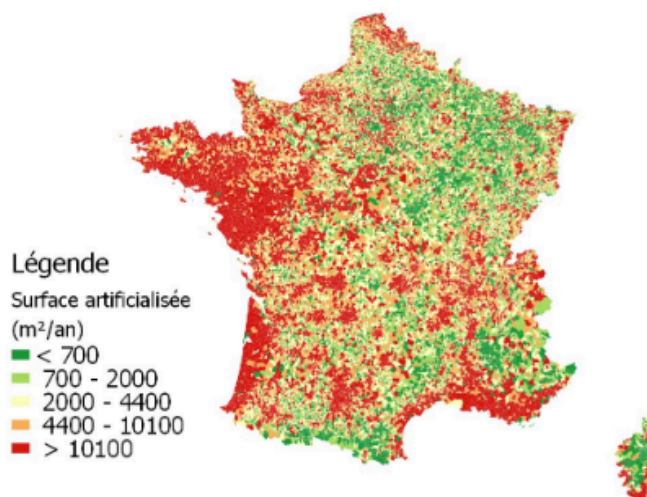 Légende
Surface artificialisée
(m²/an)
< 700
700 - 2000
2000 - 4400
4400 - 10100
> 10100